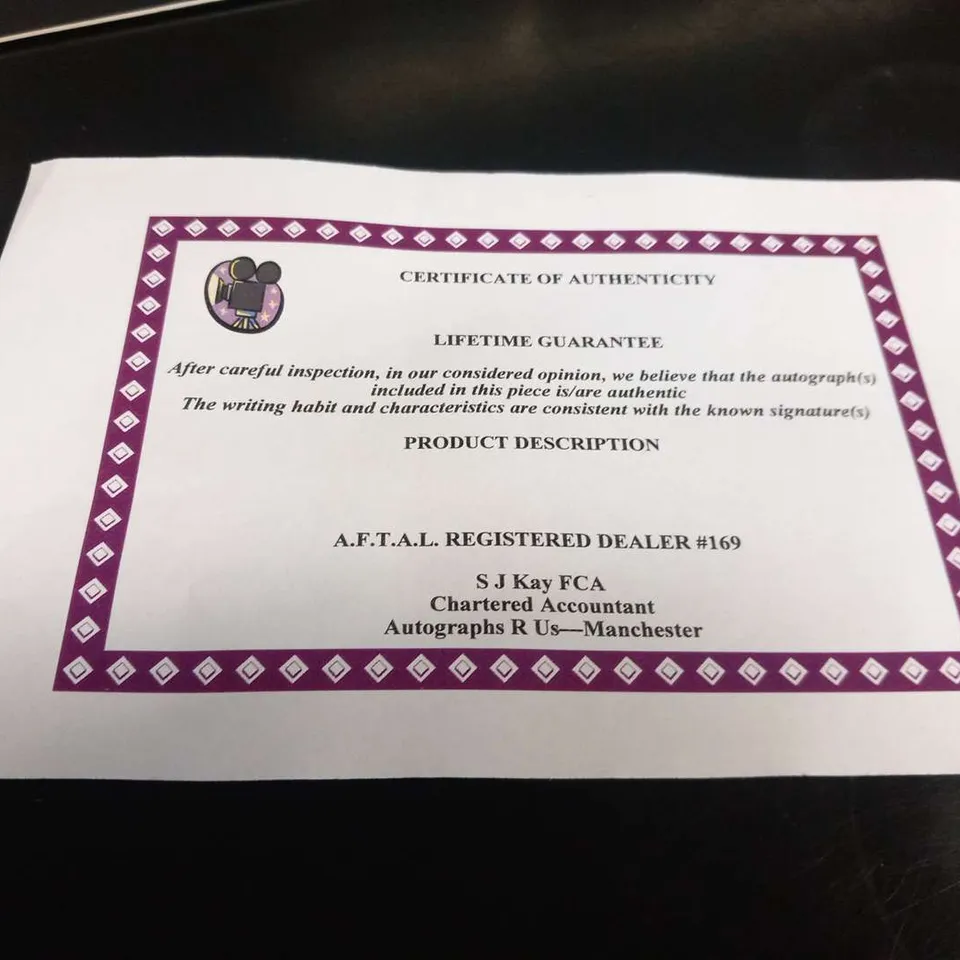 CERTIFICATE OF AUTHENTICITY
LIFETIME GUARANTEE
After careful inspection, in our considered opinion, we believe that the autograph(s)
included in this piece is/are authentic
The writing habit and characteristics are consistent with the known signature(s)
PRODUCT DESCRIPTION
A.F.T.A.L. REGISTERED DEALER #169
S J Kay FCA
Chartered Accountant
Autographs R Us—Manchester